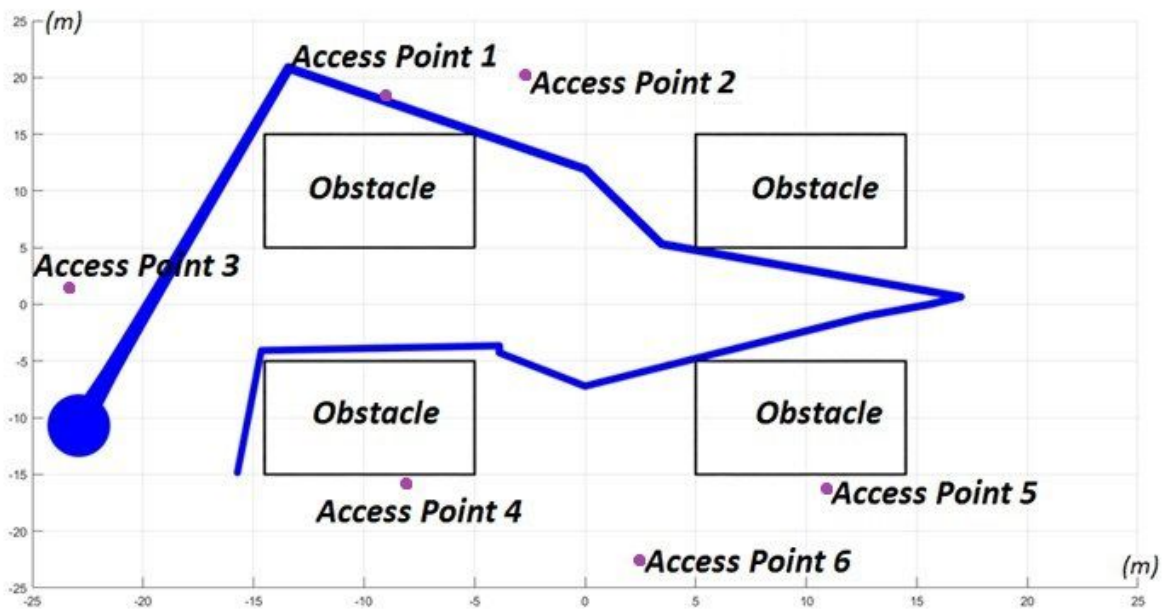 (m)
25
20
15
10
5
0
-5
-10
-15
-20
-25
Access Point 1
Access Point 2
Obstacle
Obstacle
Access Point 3
Obstacle
Obstacle
Access Point 4
Access Point 5
Access Point 6
(m)
-25 -20 -15 -10 -5 0 5 10 15 20 25